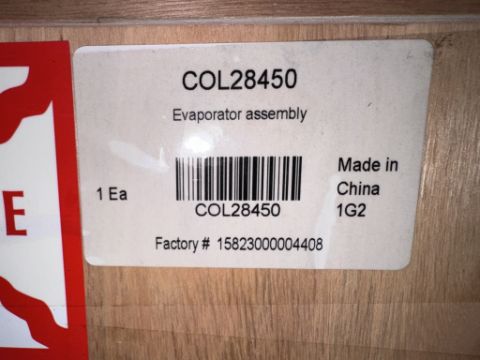 COL28450
Evaporator assembly
1 Ea
COL28450
Made in
China
1G2
Factory # 15823000004408
E